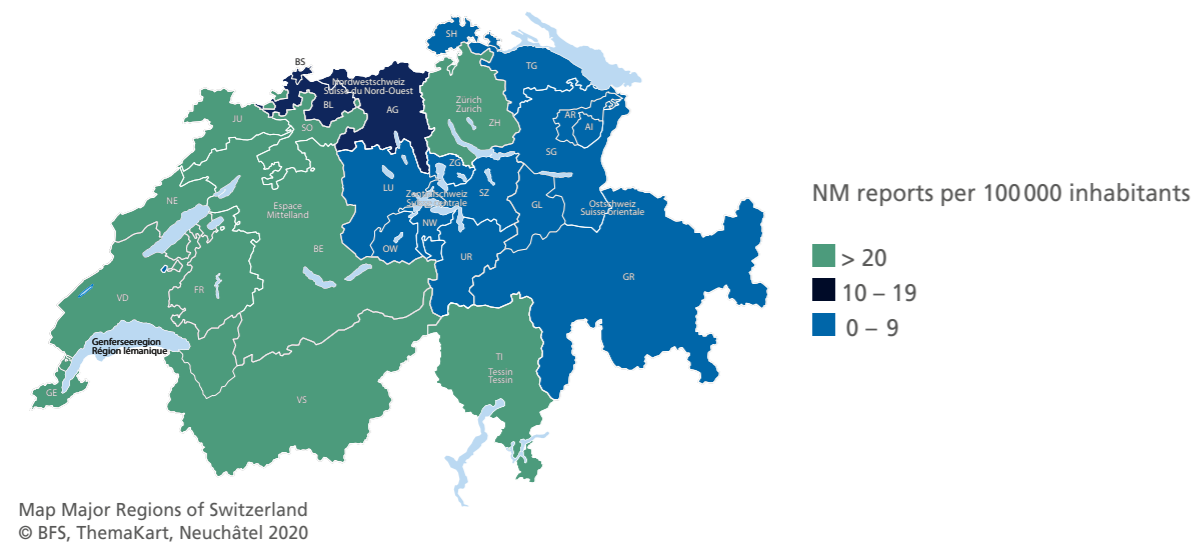 SH
BS
TG
Nordwestschweiz
Suisse du Nord-Ouest
BL
AG
Zürich
Zurich
ZH
JU
SO
AR
AI
SG
ZG
LU
Zentralschweiz
Suisse centrale
SZ
NE
Espace
Mittelland
GL
Ostschweiz
Suisse orientale
NW
BE
OW
UR
GR
FR
VD
Genferseeregion
Région lémanique
TI
Tessin
Tessin
GE
VS
NM reports per 100 000 inhabitants
> 20
10 – 19
0 – 9
Map Major Regions of Switzerland
© BFS, ThemaKart, Neuchâtel 2020